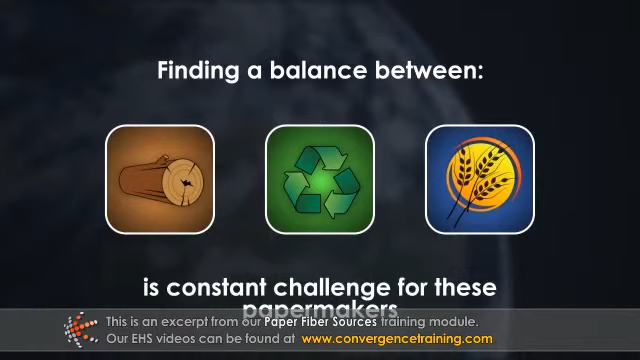 Finding a balance between:
is constant challenge for these
papermakers
This is an excerpt from our Paper Fiber Sources training module.
Our EHS videos can be found at www.convergencetraining.com